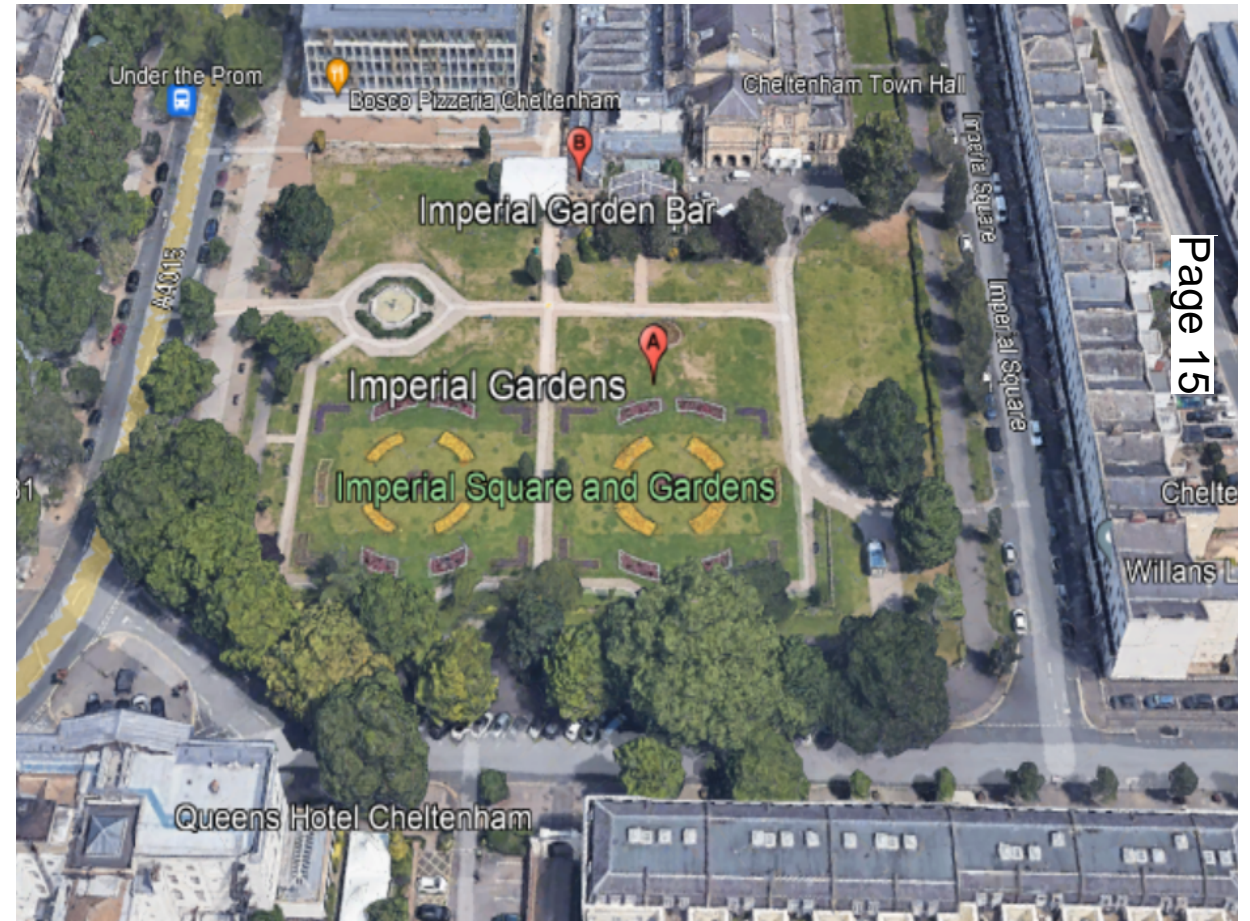 Under the Prom
Bosco Pizzeria Cheltenham
Cheltenham Town Hall
B
Imperial Garden Bar
Imperial Square
A4015
Imperial Square
Page 15
A
Imperial Gardens
Imperial Square and Gardens
31
Chelte
Willans L
Queens Hotel Cheltenham